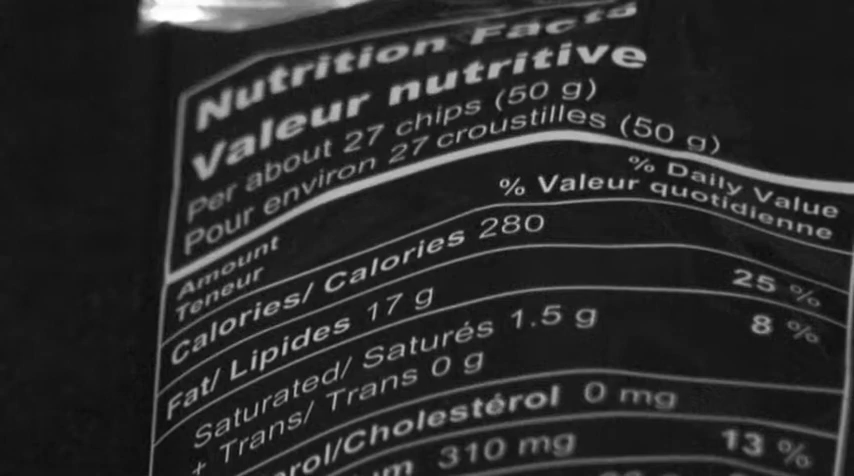 Nutrition Facts
Valeur nutritive
Per about 27 chips (50 g)
Pour environ 27 croustilles (50 g)
% Daily Value
% Valeur quotidienne
Amount
Teneur
Calories/ Calories 280
Fat/ Lipides 17 g 25 %
Saturated/ Saturés 1.5 g 8 %
+ Trans/ Trans 0 g
erol/Cholestérol 0 mg
um 310 mg 13 %